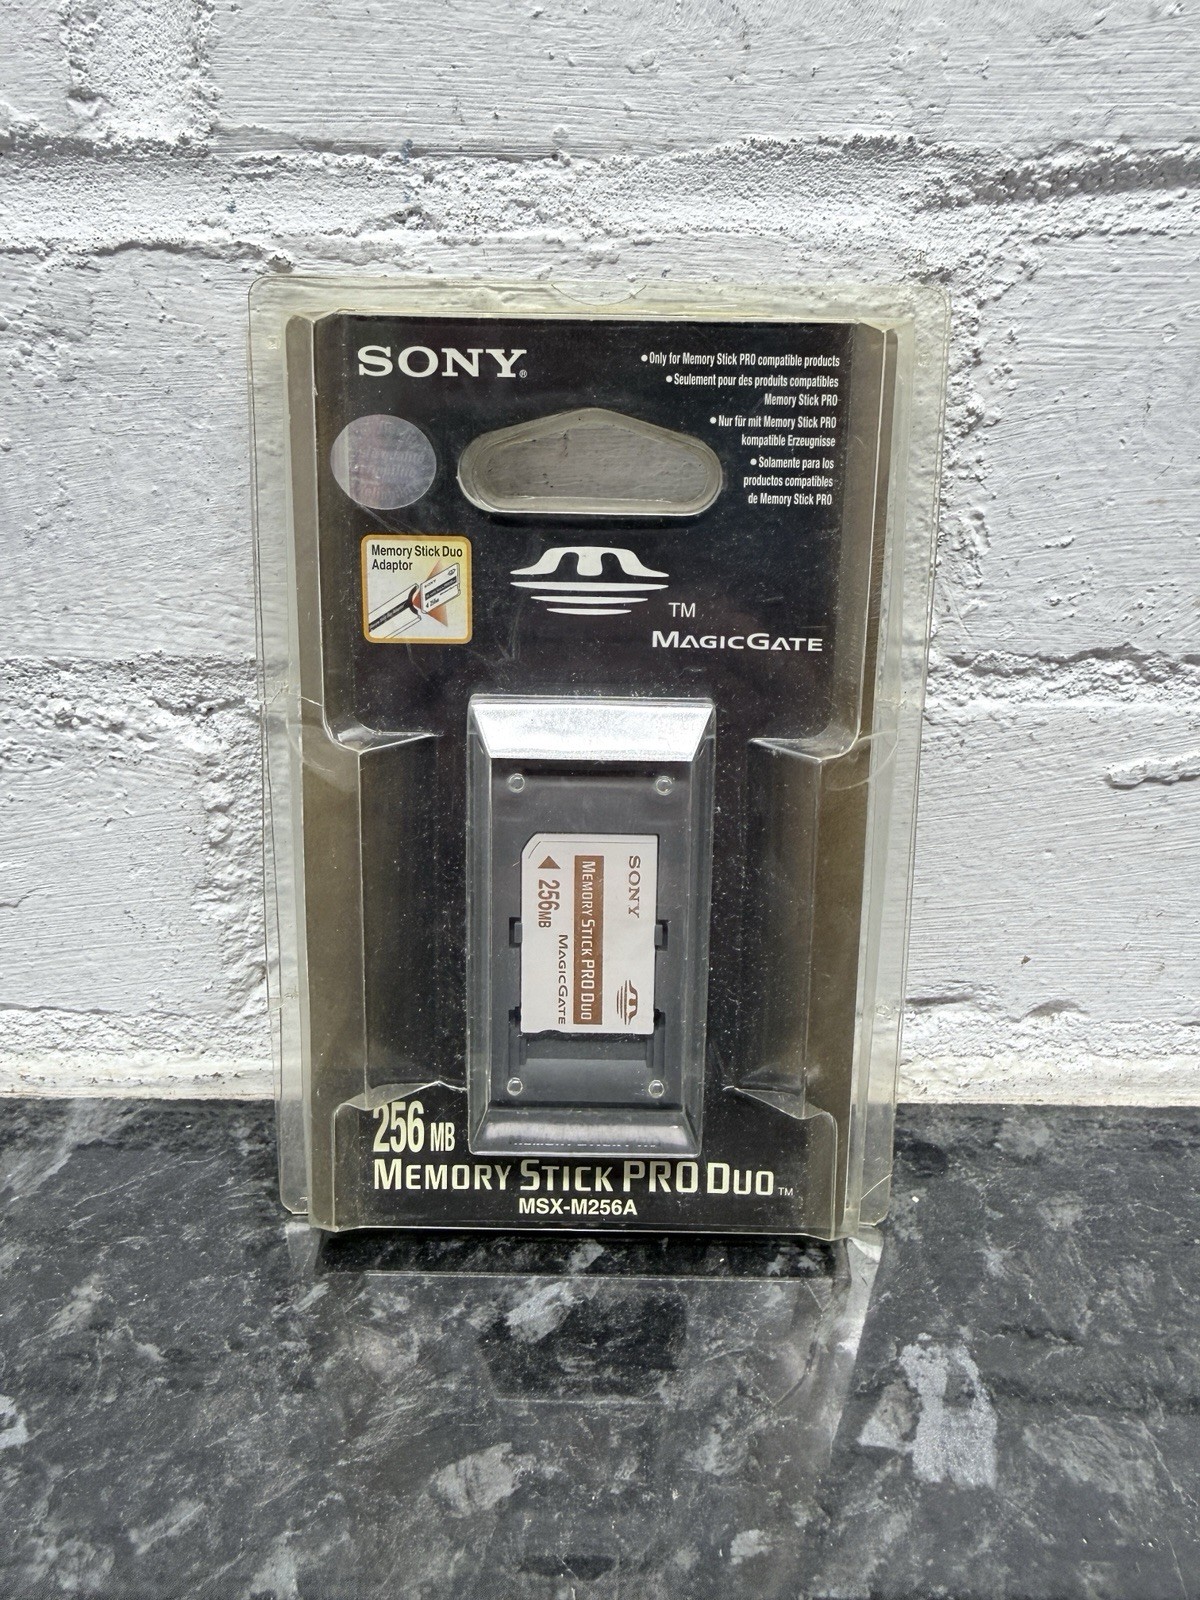 SONY®
•Only for Memory Stick PRO compatible products
•Seulement pour des produits compatibles
Memory Stick PRO
•Nur für mit Memory Stick PRO
kompatible Erzeugnisse
•Solamente para los
productos compatibles
de Memory Stick PRO
Memory Stick Duo
Adaptor
SONY
TM
MAGICGATE
SONY
MEMORY STICK PRO DUO
256MB
MAGICGATE
256 MB
MEMORY STICK PRO DUO™
MSX-M256A